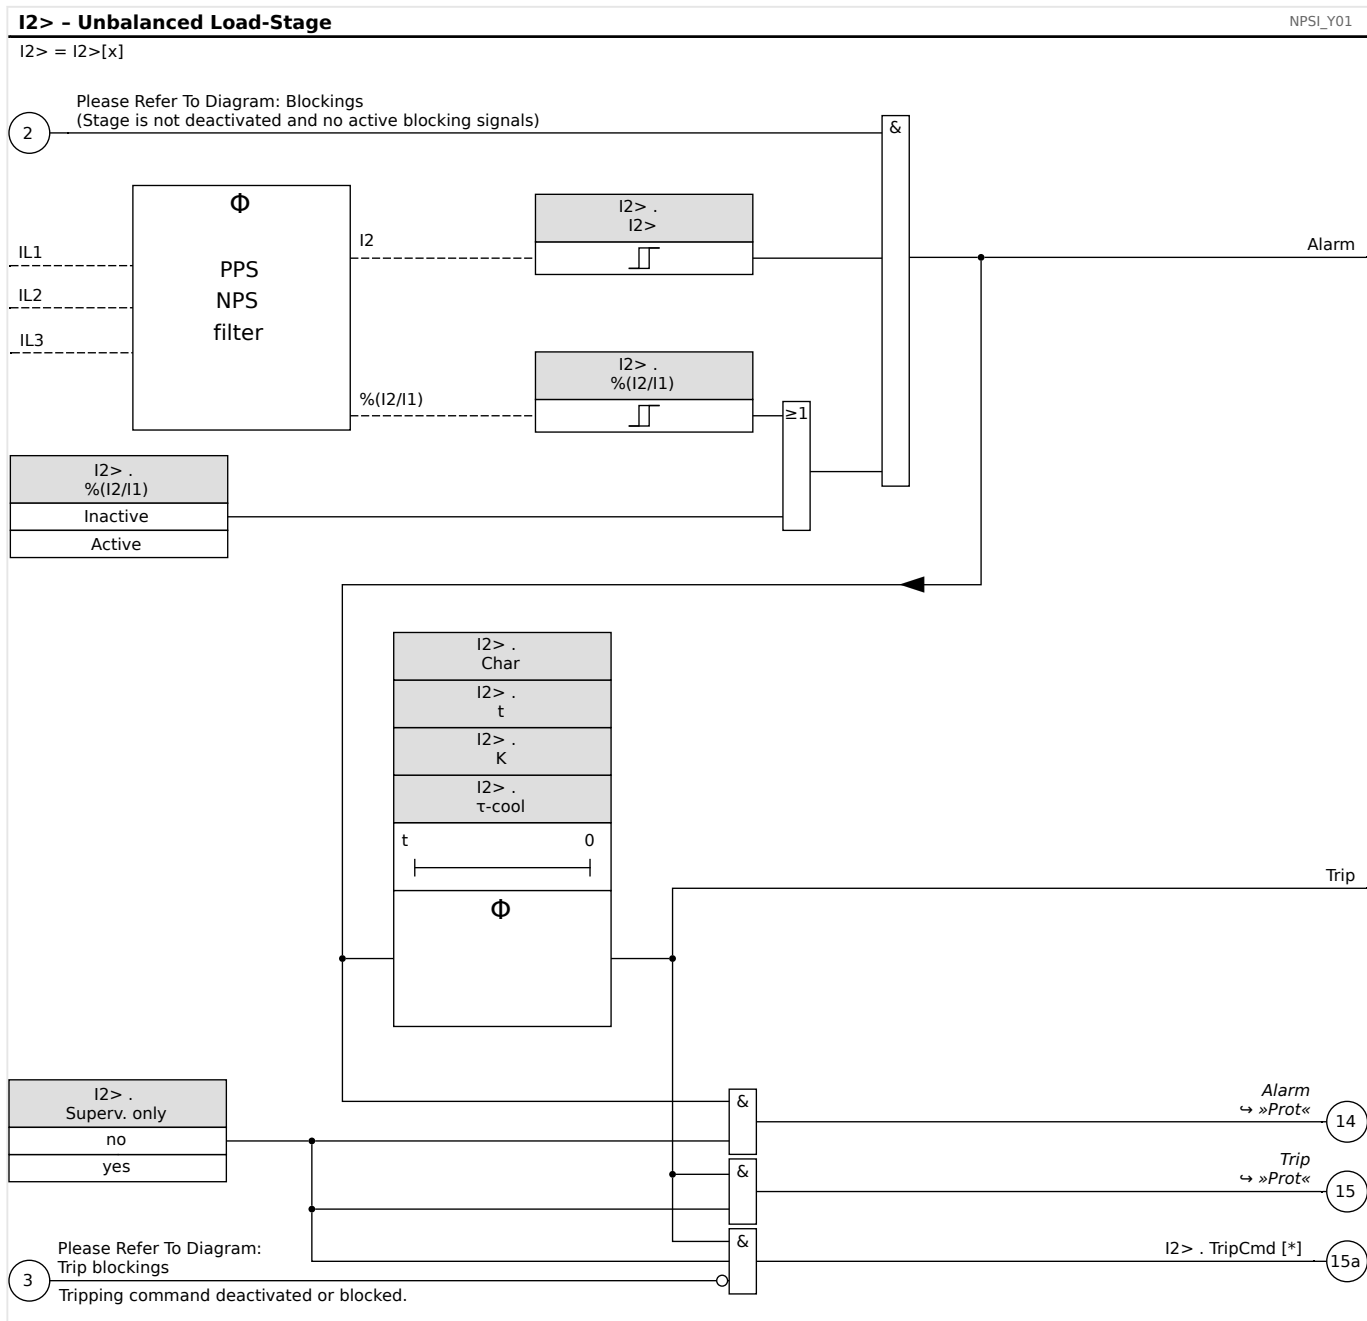 I2> – Unbalanced Load-Stage
NPSI_Y01
I2> = I2>[x]
Please Refer To Diagram: Blockings
(Stage is not deactivated and no active blocking signals)
2
&
Φ
PPS
NPS
filter
IL1
IL2
IL3
I2
I2> .
I2>
Alarm
%(I2/I1)
I2> .
%(I2/I1)
≥1
I2> .
%(I2/I1)
Inactive
Active
I2> .
Char
I2> .
t
I2> .
K
I2> .
τ-cool
t 0
Φ
Trip
I2> .
Superv. only
no
yes
&
Alarm
↪ »Prot«
14
&
Trip
↪ »Prot«
15
&
I2> . TripCmd [*]
15a
Please Refer To Diagram:
Trip blockings
3
Tripping command deactivated or blocked.